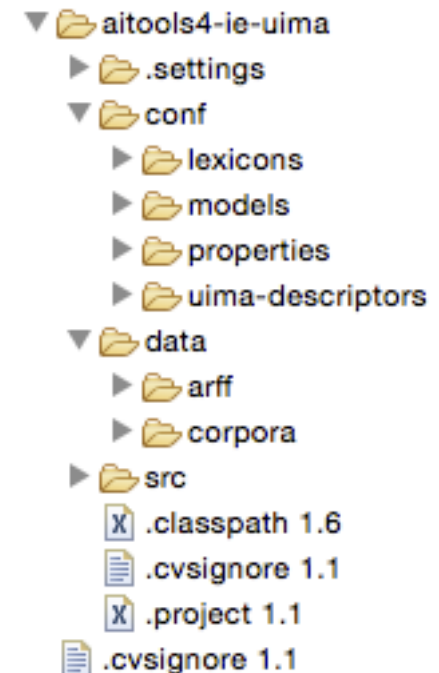 aitools4-ie-uima
.settings
conf
lexicons
models
properties
uima-descriptors
data
arff
corpora
src
.classpath 1.6
.cvsignore 1.1
.project 1.1
.cvsignore 1.1